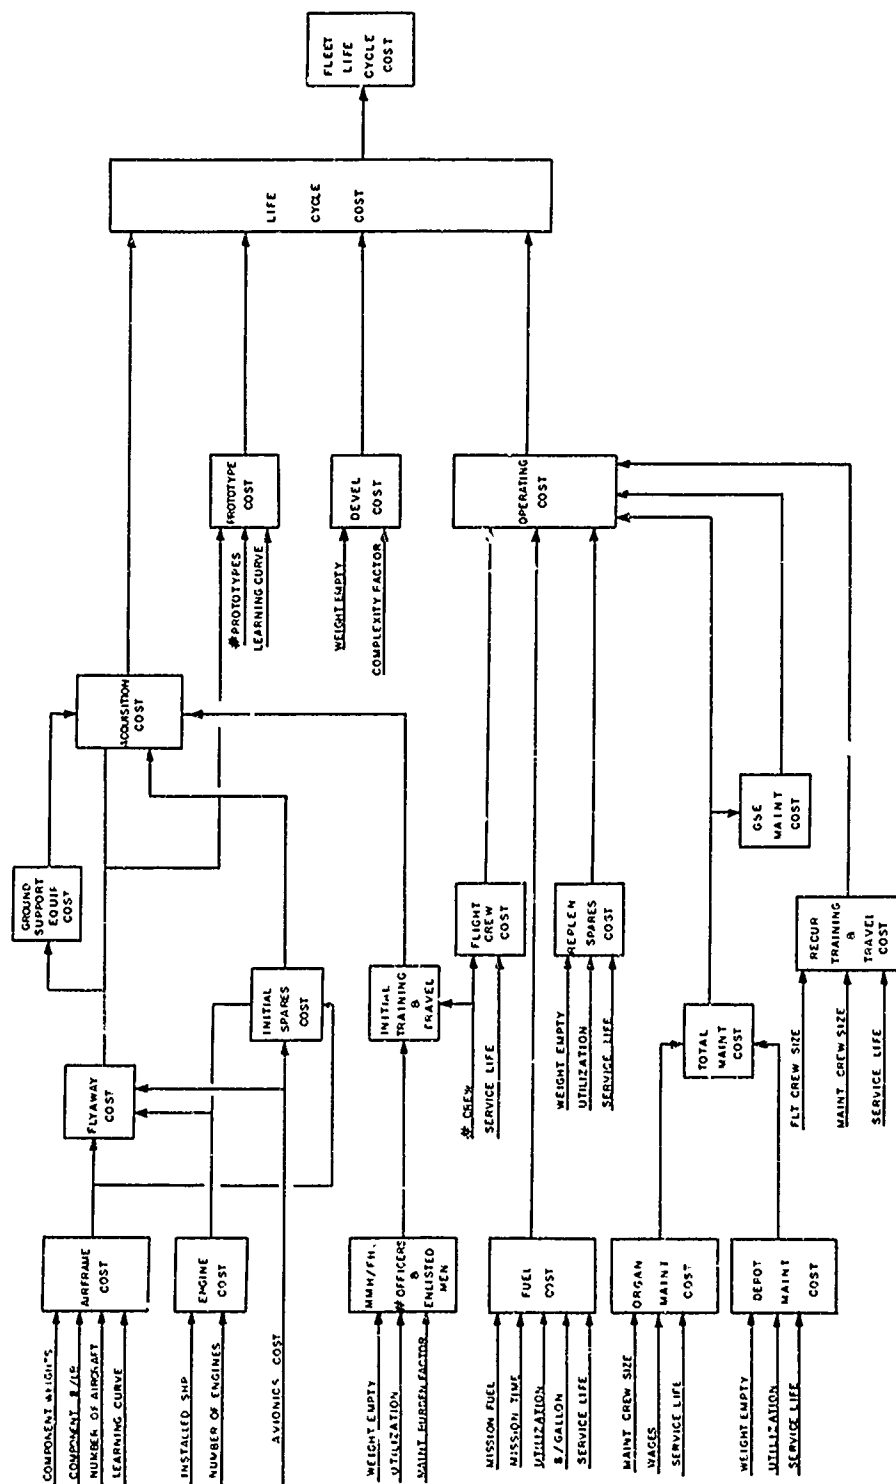 FLEET
LIFE
CYCLE
COST
LIFE
CYCLE
COST
PROTOTYPE
COST
#PROTOTYPES
LEARNING CURVE
DEVEL
COST
WEIGHT EMPTY
COMPLEXITY FACTOR
OPERATING
COST
ACQUISITION
COST
GROUND
SUPPORT
EQUIP
COST
INITIAL
SPARES
COST
INITIAL
TRAINING
&
TRAVEL
FLIGHT
CREW
COST
# CREW
SERVICE LIFE
REPLEN
SPARES
COST
WEIGHT EMPTY
UTILIZATION
SERVICE LIFE
GSE
MAINT
COST
TOTAL
MAINT
COST
RECUR
TRAINING
&
TRAVEL
COST
FLT CREW SIZE
MAINT CREW SIZE
SERVICE LIFE
FLYAWAY
COST
AIRFRAME
COST
COMPONENT WEIGHTS
COMPONENT $/LB
NUMBER OF AIRCRAFT
LEARNING CURVE
ENGINE
COST
INSTALLED SHP
NUMBER OF ENGINES
AVIONICS COST
MMH/FH,
#OFFICERS
&
ENLISTED
MEN
WEIGHT EMPTY
UTILIZATION
MAINT BURDEN FACTOR
FUEL
COST
MISSION FUEL
MISSION TIME
UTILIZATION
$/GALLON
SERVICE LIFE
ORGAN
MAINT
COST
MAINT CREW SIZE
WAGES
SERVICE LIFE
DEPOT
MAINT
COST
WEIGHT EMPTY
UTILIZATION
SERVICE LIFE